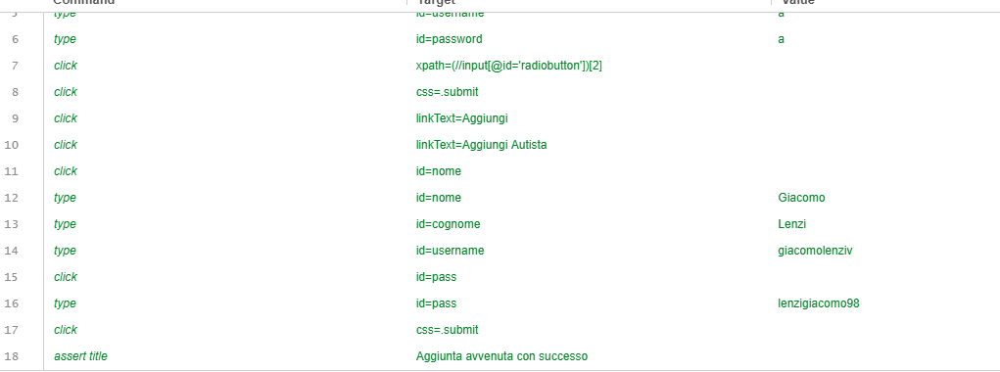 Command Target Value
5 type id=username a
6 type id=password a
7 click xpath=(//input[@id='radiobutton'])[2]
8 click css=.submit
9 click linkText=Aggiungi
10 click linkText=Aggiungi Autista
11 click id=nome
12 type id=nome Giacomo
13 type id=cognome Lenzi
14 type id=username giacomolenziv
15 click id=pass
16 type id=pass lenzigiacomo98
17 click css=.submit
18 assert title Aggiunta avvenuta con successo